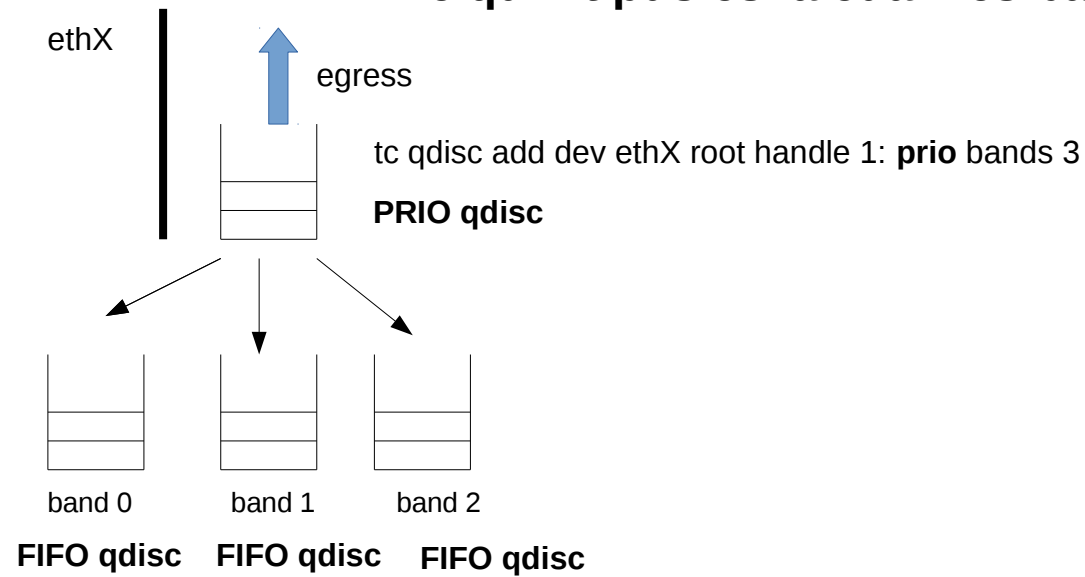 ethX
egress
tc qdisc add dev ethX root handle 1: prio bands 3
PRIO qdisc
band 0 band 1 band 2
FIFO qdisc FIFO qdisc FIFO qdisc